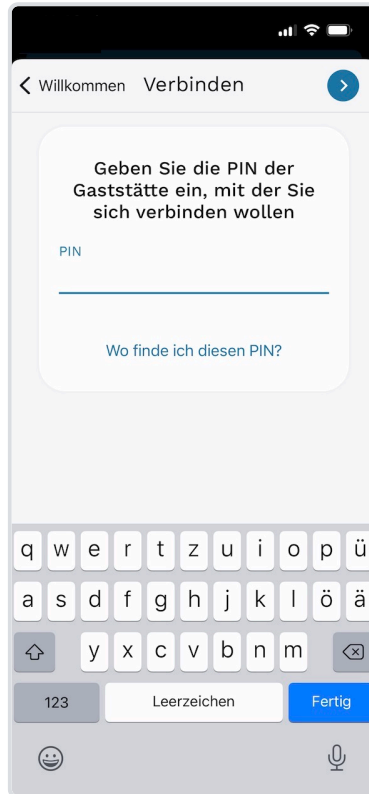 Willkommen Verbinden
Geben Sie die PIN der
Gaststätte ein, mit der Sie
sich verbinden wollen
PIN
Wo finde ich diesen PIN?
q w e r t z u i o p ü
a s d f g h j k l ö ä
y x c v b n m
123 Leerzeichen Fertig